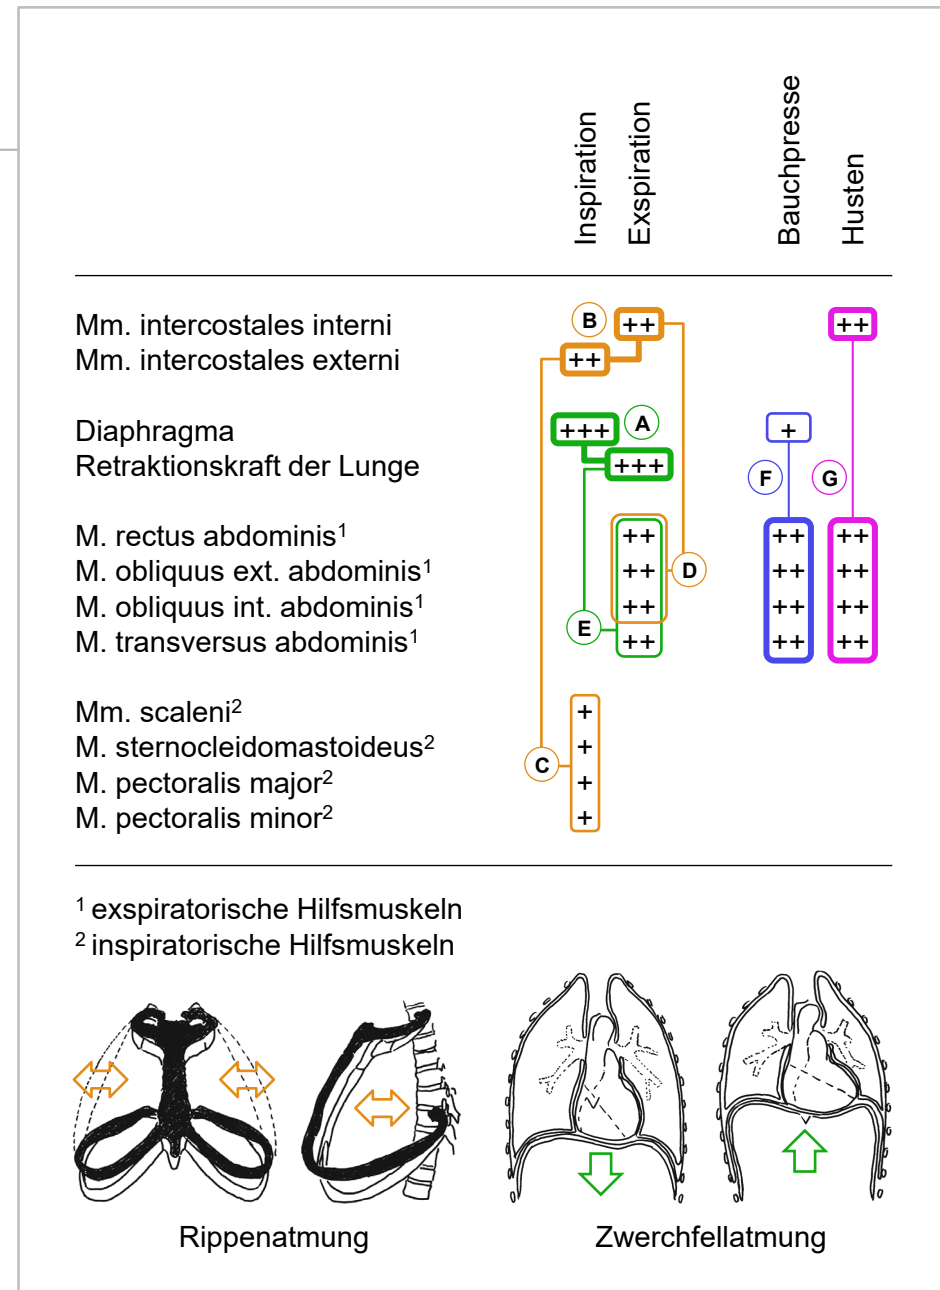 Inspiration
Exspiration
Bauchpresse
Husten
Mm. intercostales interni B ++ ++
Mm. intercostales externi ++
Diaphragma +++ A +
Retraktionskraft der Lunge +++ F G
M. rectus abdominis¹ ++ ++ ++
M. obliquus ext. abdominis¹ ++ D ++ ++
M. obliquus int. abdominis¹ ++ ++ ++
M. transversus abdominis¹ E ++ ++ ++
Mm. scaleni² +
M. sternocleidomastoideus² +
M. pectoralis major² C +
M. pectoralis minor² +
¹ exspiratorische Hilfsmuskeln
² inspiratorische Hilfsmuskeln
Rippenatmung
Zwerchfellatmung